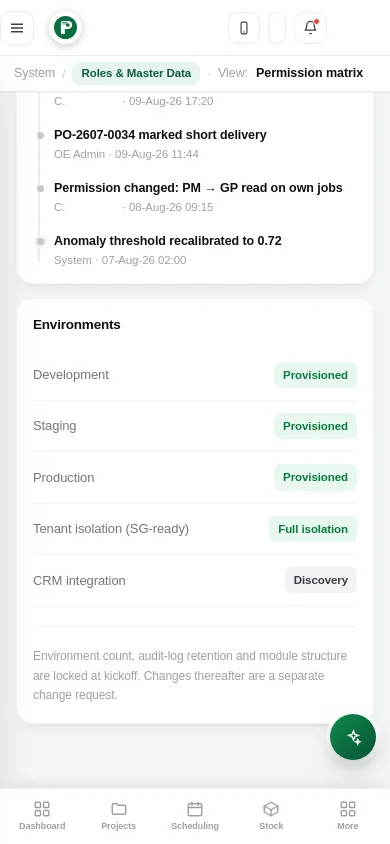 System / Roles & Master Data · View: Permission matrix
C. · 09-Aug-26 17:20
PO-2607-0034 marked short delivery
OE Admin · 09-Aug-26 11:44
Permission changed: PM → GP read on own jobs
C. · 08-Aug-26 09:15
Anomaly threshold recalibrated to 0.72
System · 07-Aug-26 02:00
Environments
Development Provisioned
Staging Provisioned
Production Provisioned
Tenant isolation (SG-ready) Full isolation
CRM integration Discovery
Environment count, audit-log retention and module structure
are locked at kickoff. Changes thereafter are a separate
change request.
Dashboard Projects Scheduling Stock More